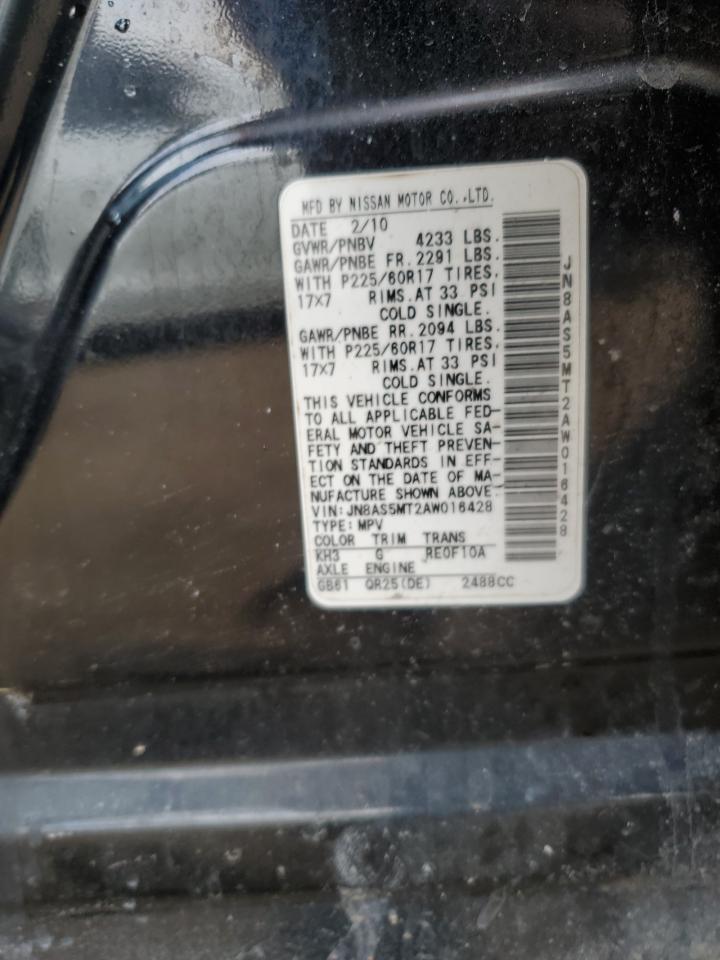 MFD BY NISSAN MOTOR CO.,LTD.
DATE 2/10
GVWR/PNBV 4233 LBS.
GAWR/PNBE FR. 2291 LBS.
WITH P225/60R17 TIRES,
17X7 RIMS.AT 33 PSI
COLD SINGLE.
GAWR/PNBE RR. 2094 LBS.
WITH P225/60R17 TIRES,
17X7 RIMS.AT 33 PSI
COLD SINGLE.
THIS VEHICLE CONFORMS
TO ALL APPLICABLE FED-
ERAL MOTOR VEHICLE SA-
FETY AND THEFT PREVEN-
TION STANDARDS IN EFF-
ECT ON THE DATE OF MA-
NUFACTURE SHOWN ABOVE.
VIN:JN8AS5MT2AW016428
TYPE:MPV
COLOR TRIM TRANS
KH3 G RE0F10A
AXLE ENGINE
GB61 QR25(DE) 2488CC
JN8AS5MT2AW016428